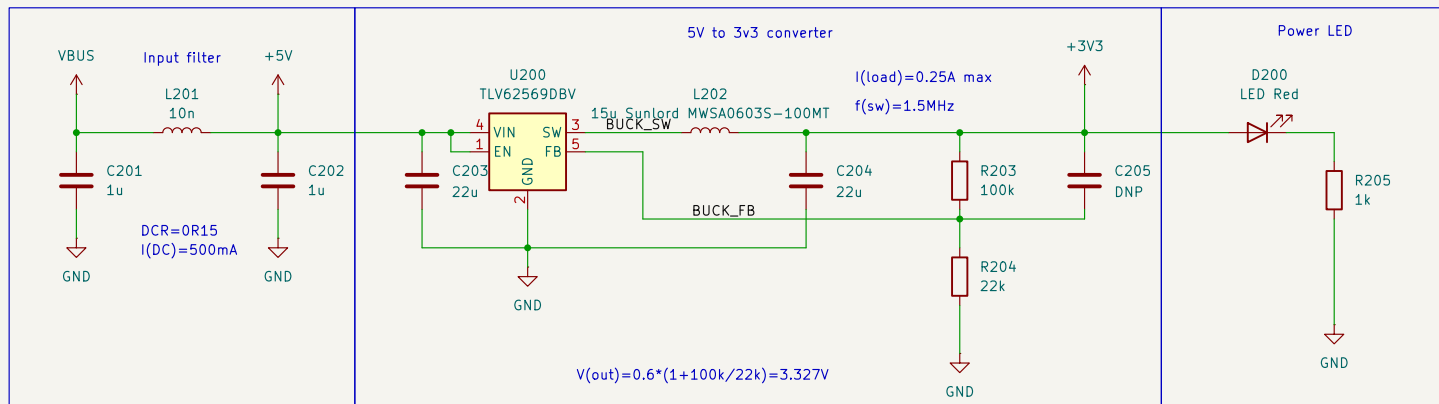 Input filter
VBUS
+5V
L201
10n
C201
1u
C202
1u
DCR=0R15
I(DC)=500mA
GND
GND
5V to 3v3 converter
U200
TLV62569DBV
4 VIN SW 3
1 EN FB 5
GND
2
C203
22u
GND
L202
15u Sunlord MWSA0603S-100MT
BUCK_SW
BUCK_FB
I(load)=0.25A max
f(sw)=1.5MHz
+3V3
C204
22u
R203
100k
C205
DNP
R204
22k
GND
V(out)=0.6*(1+100k/22k)=3.327V
Power LED
D200
LED Red
R205
1k
GND